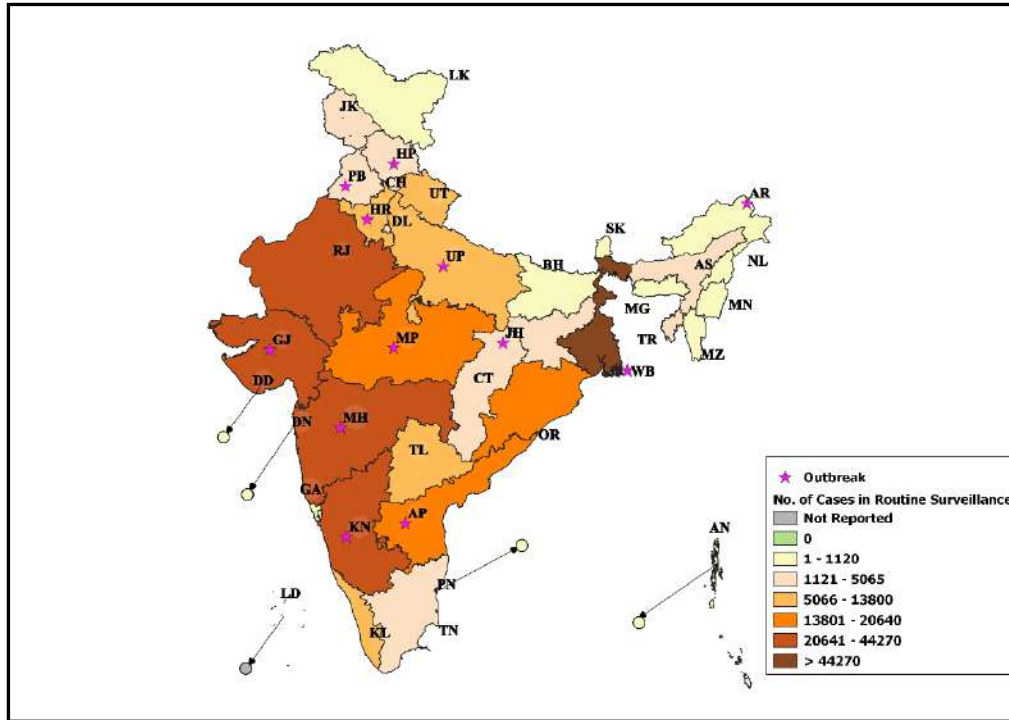 LK
JK
HP
PB
CH
UT
HR
DL
AR
SK
RJ
UP
BH
AS
NL
MG
MN
TR
MZ
GJ
MP
JH
WB
DD
CT
DN
MH
OR
TL
GA
AP
KN
AN
PN
LD
KL
TN
Outbreak
No. of Cases in Routine Surveillance
Not Reported
0
1 - 1120
1121 - 5065
5066 - 13800
13801 - 20640
20641 - 44270
> 44270